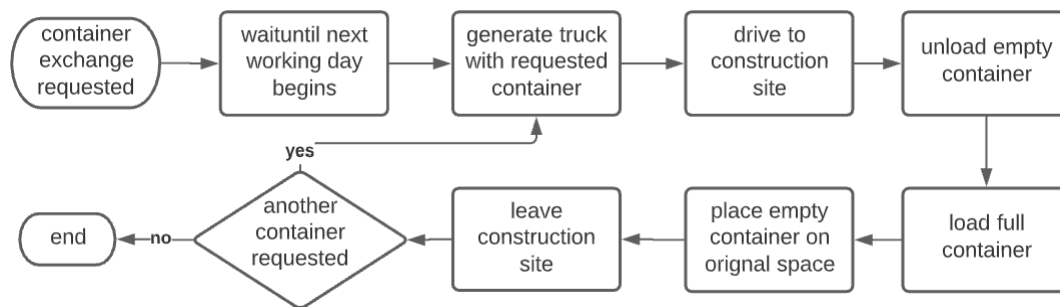 container
exchange
requested
waituntil next
working day
begins
generate truck
with requested
container
drive to
construction
site
unload empty
container
yes
another
container
requested
no
end
leave
construction
site
place empty
container on
orignal space
load full
container